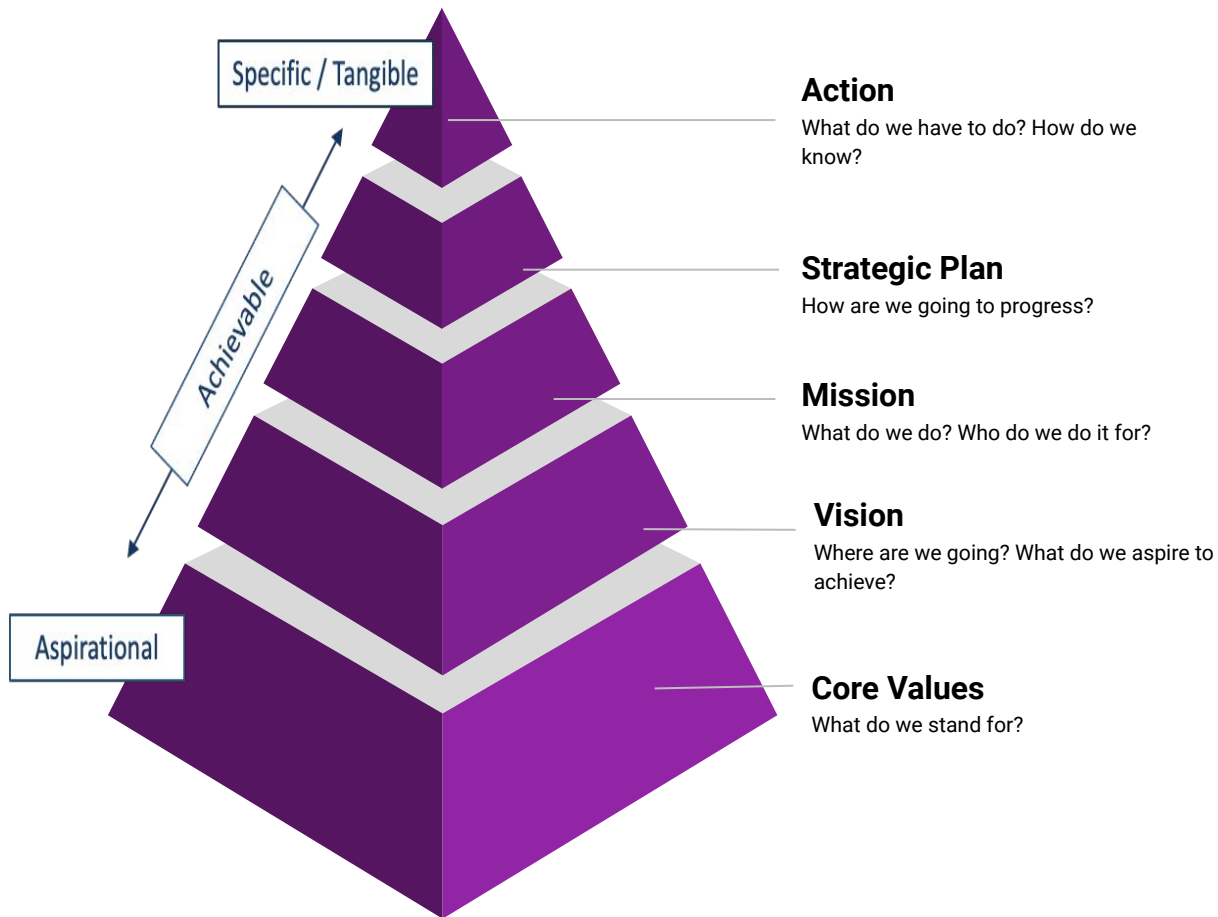 Specific / Tangible
Action
What do we have to do? How do we
know?
Achievable
Strategic Plan
How are we going to progress?
Mission
What do we do? Who do we do it for?
Vision
Where are we going? What do we aspire to
achieve?
Aspirational
Core Values
What do we stand for?